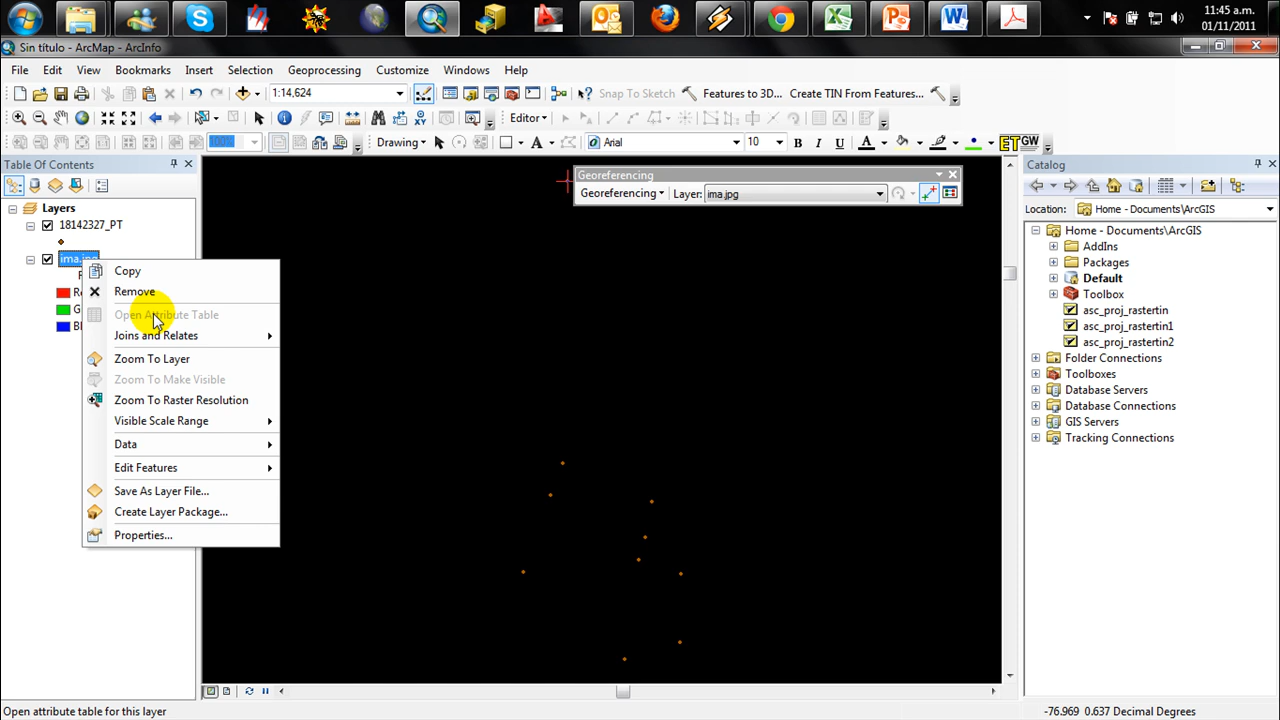 11:45 a.m.
01/11/2011
Sin título - ArcMap - ArcInfo
File Edit View Bookmarks Insert Selection Geoprocessing Customize Windows Help
1:14,624 Snap To Sketch Features to 3D... Create TIN From Features...
Editor
100% Drawing A Arial 10 B I U A ETGW
Table Of Contents
Layers
18142327_PT
ima.jpg
R
Re
G
Bl
Copy
Remove
Open Attribute Table
Joins and Relates
Zoom To Layer
Zoom To Make Visible
Zoom To Raster Resolution
Visible Scale Range
Data
Edit Features
Save As Layer File...
Create Layer Package...
Properties...
Georeferencing
Georeferencing Layer: ima.jpg
Catalog
Location: Home - Documents\ArcGIS
Home - Documents\ArcGIS
AddIns
Packages
Default
Toolbox
asc_proj_rastertin
asc_proj_rastertin1
asc_proj_rastertin2
Folder Connections
Toolboxes
Database Servers
Database Connections
GIS Servers
Tracking Connections
Open attribute table for this layer
-76.969 0.637 Decimal Degrees